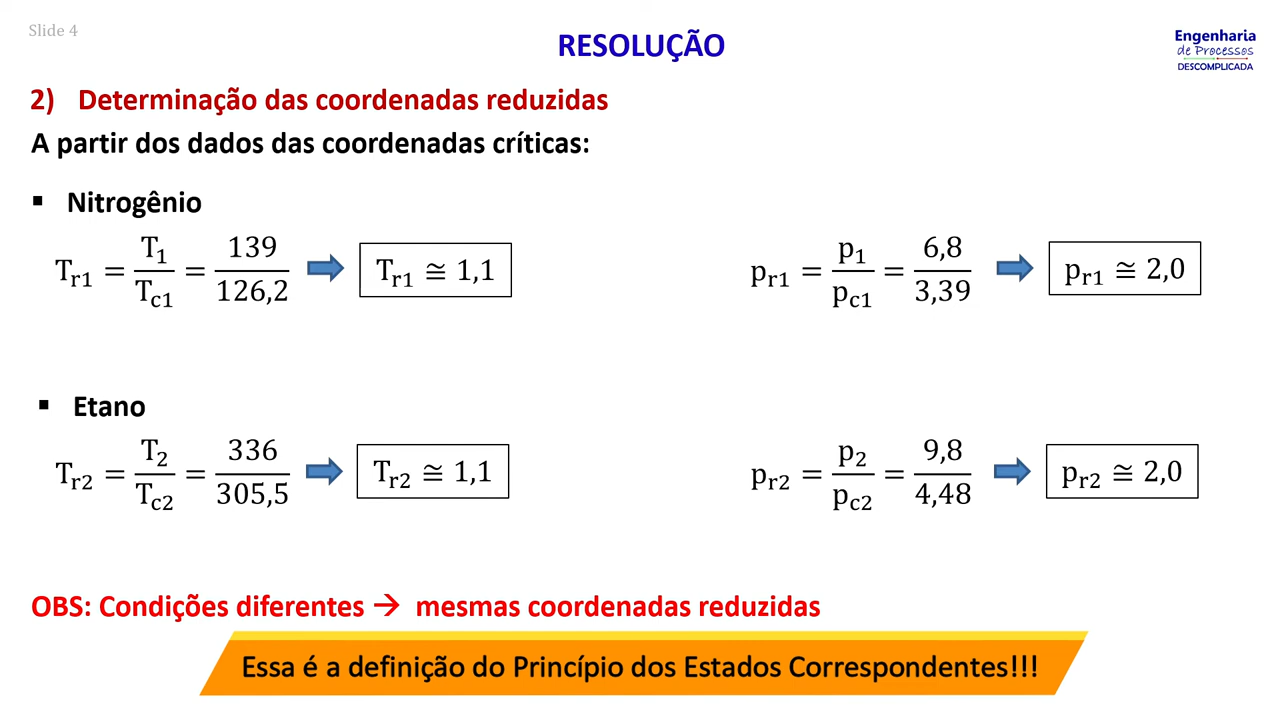 Slide 4
RESOLUÇÃO
Engenharia
de Processos
DESCOMPLICADA
2) Determinação das coordenadas reduzidas
A partir dos dados das coordenadas críticas:
▪ Nitrogênio
T_r1 = T_1/T_c1 = 139/126,2 ➡ T_r1 ≅ 1,1
p_r1 = p_1/p_c1 = 6,8/3,39 ➡ p_r1 ≅ 2,0
▪ Etano
T_r2 = T_2/T_c2 = 336/305,5 ➡ T_r2 ≅ 1,1
p_r2 = p_2/p_c2 = 9,8/4,48 ➡ p_r2 ≅ 2,0
OBS: Condições diferentes → mesmas coordenadas reduzidas
Essa é a definição do Princípio dos Estados Correspondentes!!!